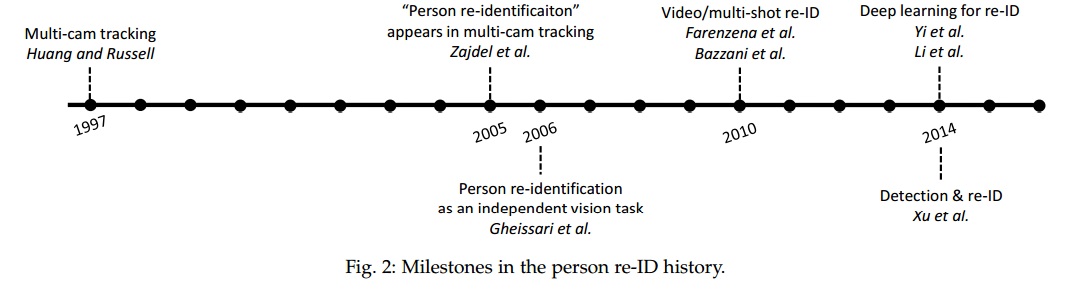 Multi-cam tracking
Huang and Russell
“Person re-identificaiton”
appears in multi-cam tracking
Zajdel et al.
Video/multi-shot re-ID
Farenzena et al.
Bazzani et al.
Deep learning for re-ID
Yi et al.
Li et al.
1997
2005
2006
2010
2014
Person re-identification
as an independent vision task
Gheissari et al.
Detection & re-ID
Xu et al.
Fig. 2: Milestones in the person re-ID history.